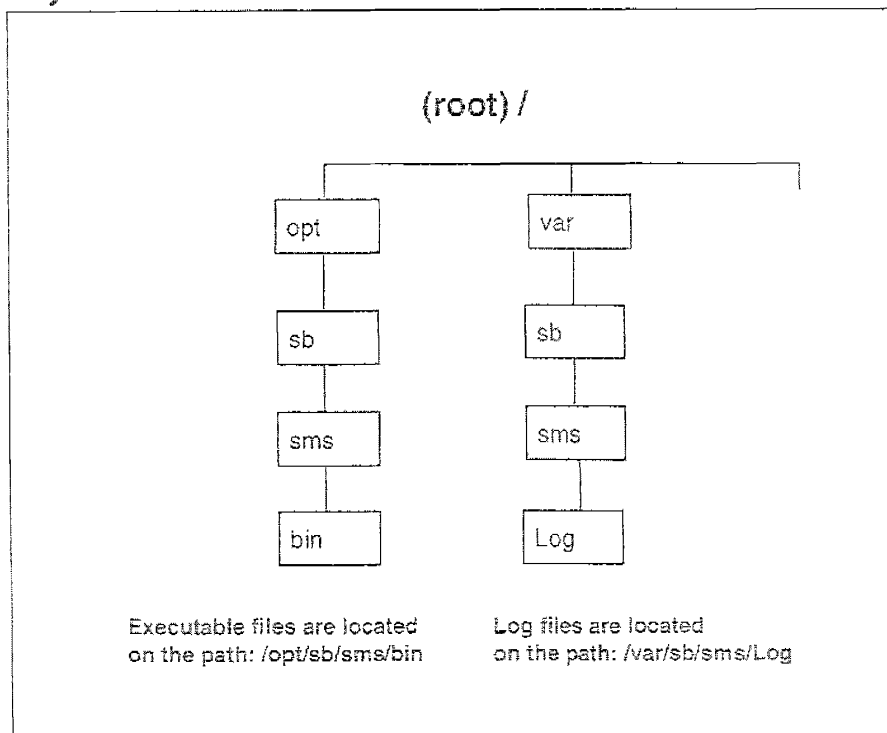 (root) /
opt
var
sb
sb
sms
sms
bin
Log
Executable files are located
on the path: /opt/sb/sms/bin
Log files are located
on the path: /var/sb/sms/Log